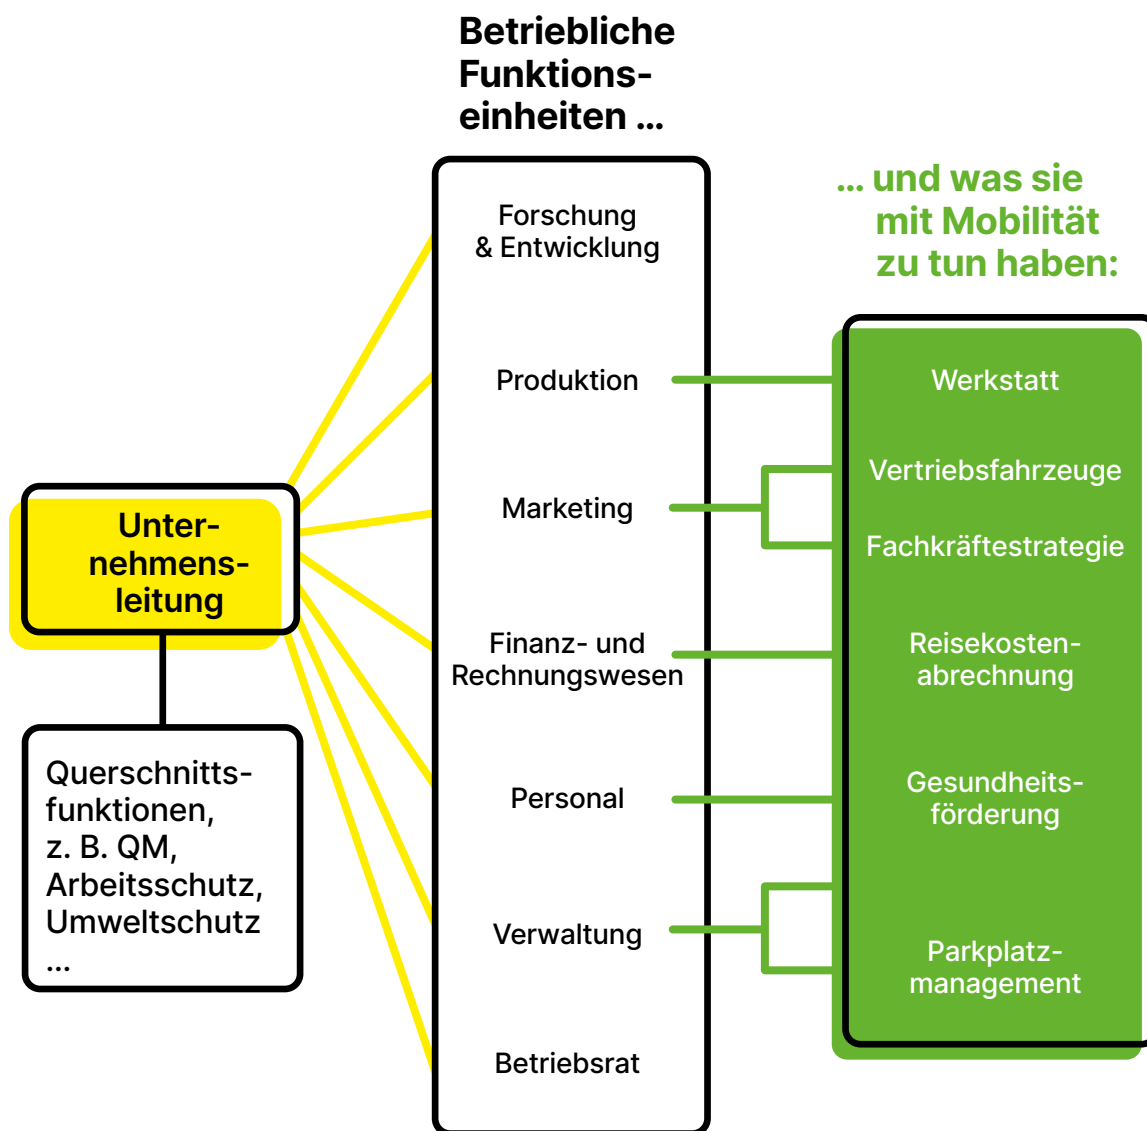 Betriebliche
Funktions-
einheiten ...
... und was sie
mit Mobilität
zu tun haben:
Forschung
& Entwicklung
Produktion
Marketing
Finanz- und
Rechnungswesen
Personal
Verwaltung
Betriebsrat
Werkstatt
Vertriebsfahrzeuge
Fachkräftestrategie
Reisekosten-
abrechnung
Gesundheits-
förderung
Parkplatz-
management
Unter-
nehmens-
leitung
Querschnitts-
funktionen,
z. B. QM,
Arbeitsschutz,
Umweltschutz
...